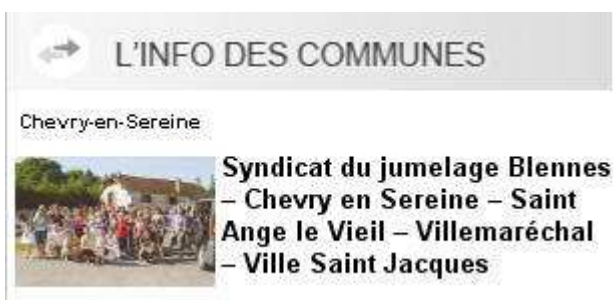 L'INFO DES COMMUNES
Chevry-en-Sereine
Syndicat du jumelage Blennes
– Chevry en Sereine – Saint
Ange le Vieil – Villemaréchal
– Ville Saint Jacques